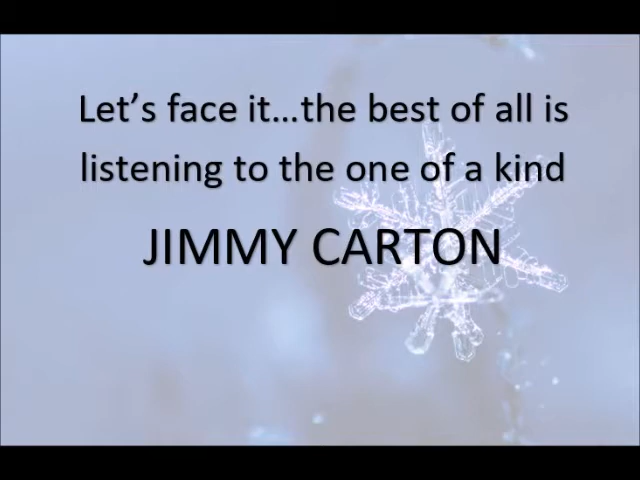 Let’s face it…the best of all is
listening to the one of a kind
JIMMY CARTON